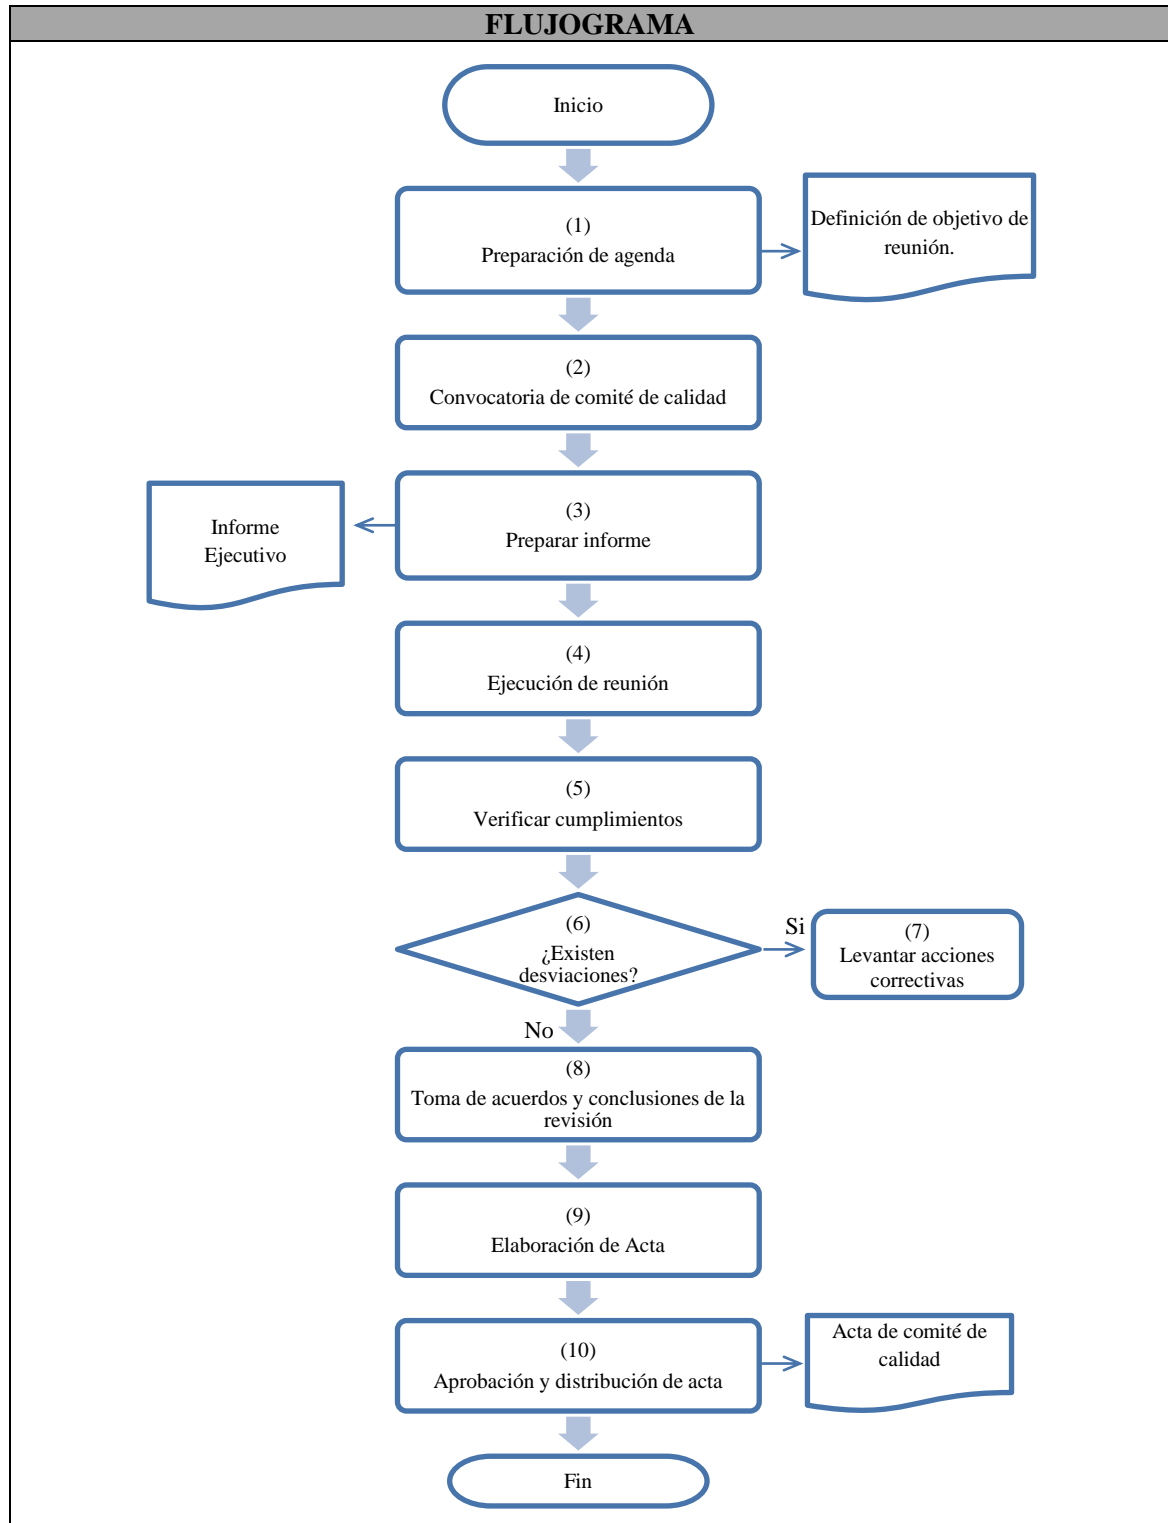 FLUJOGRAMA
Inicio
(1)
Preparación de agenda
Definición de objetivo de
reunión.
(2)
Convocatoria de comité de calidad
(3)
Preparar informe
Informe
Ejecutivo
(4)
Ejecución de reunión
(5)
Verificar cumplimientos
(6)
¿Existen
desviaciones?
Si
(7)
Levantar acciones
correctivas
No
(8)
Toma de acuerdos y conclusiones de la
revisión
(9)
Elaboración de Acta
(10)
Aprobación y distribución de acta
Acta de comité de
calidad
Fin